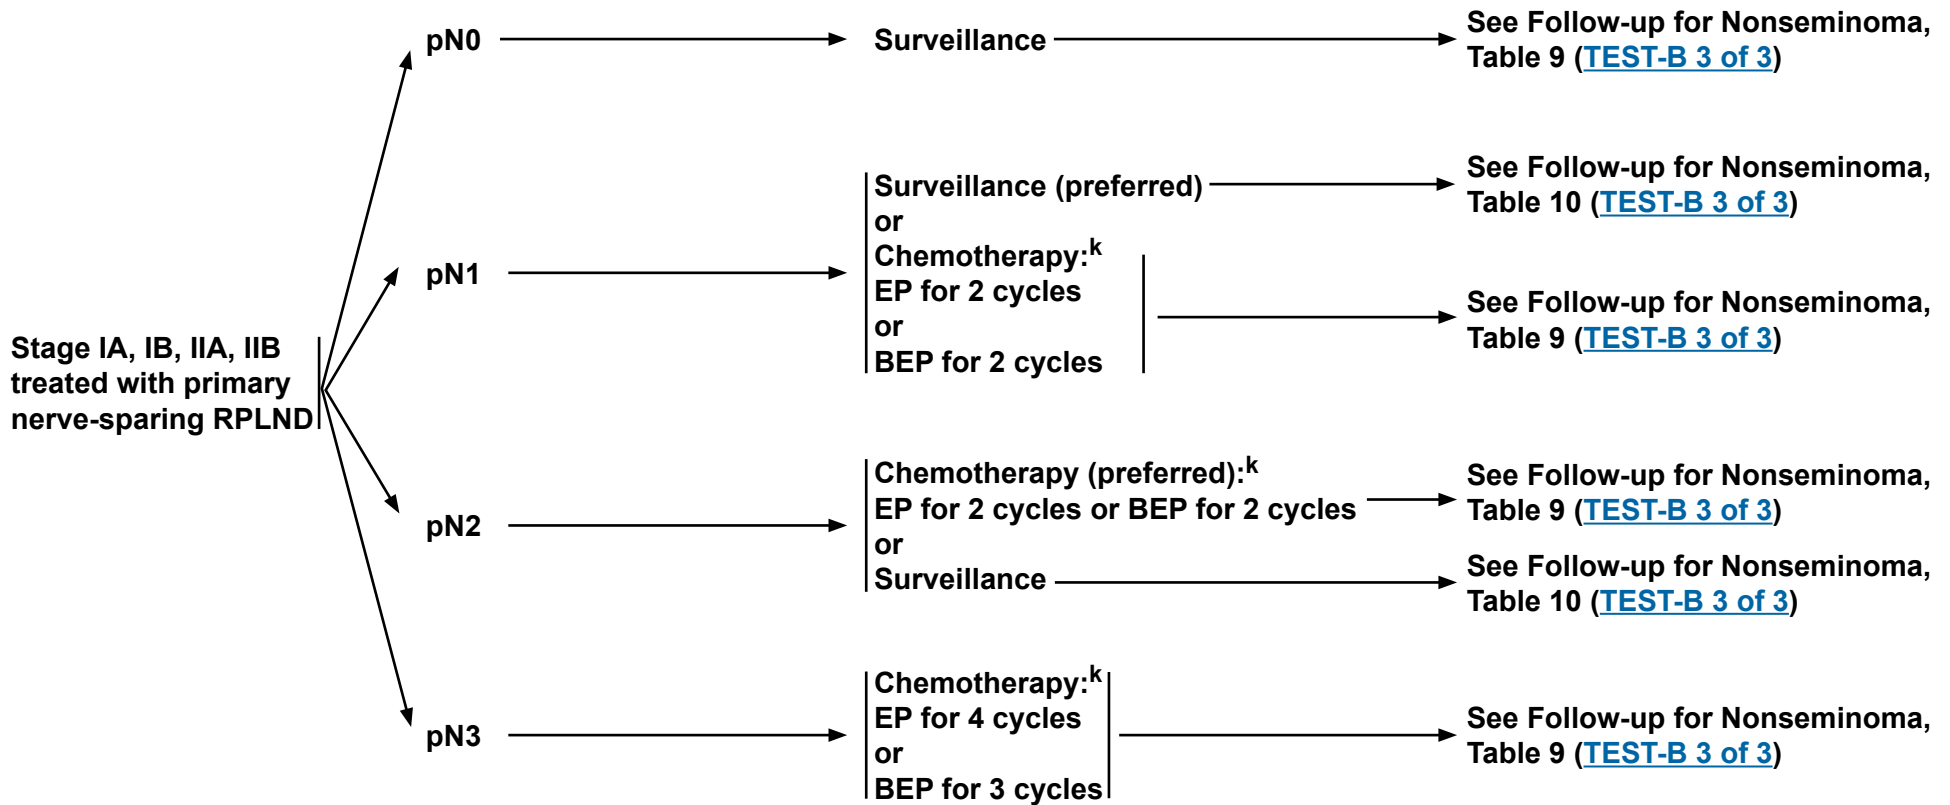 Stage IA, IB, IIA, IIB
treated with primary
nerve-sparing RPLND
pN0
Surveillance
See Follow-up for Nonseminoma,
Table 9 (TEST-B 3 of 3)
pN1
Surveillance (preferred)
or
Chemotherapy:k
EP for 2 cycles
or
BEP for 2 cycles
See Follow-up for Nonseminoma,
Table 10 (TEST-B 3 of 3)
See Follow-up for Nonseminoma,
Table 9 (TEST-B 3 of 3)
pN2
Chemotherapy (preferred):k
EP for 2 cycles or BEP for 2 cycles
or
Surveillance
See Follow-up for Nonseminoma,
Table 9 (TEST-B 3 of 3)
See Follow-up for Nonseminoma,
Table 10 (TEST-B 3 of 3)
pN3
Chemotherapy:k
EP for 4 cycles
or
BEP for 3 cycles
See Follow-up for Nonseminoma,
Table 9 (TEST-B 3 of 3)